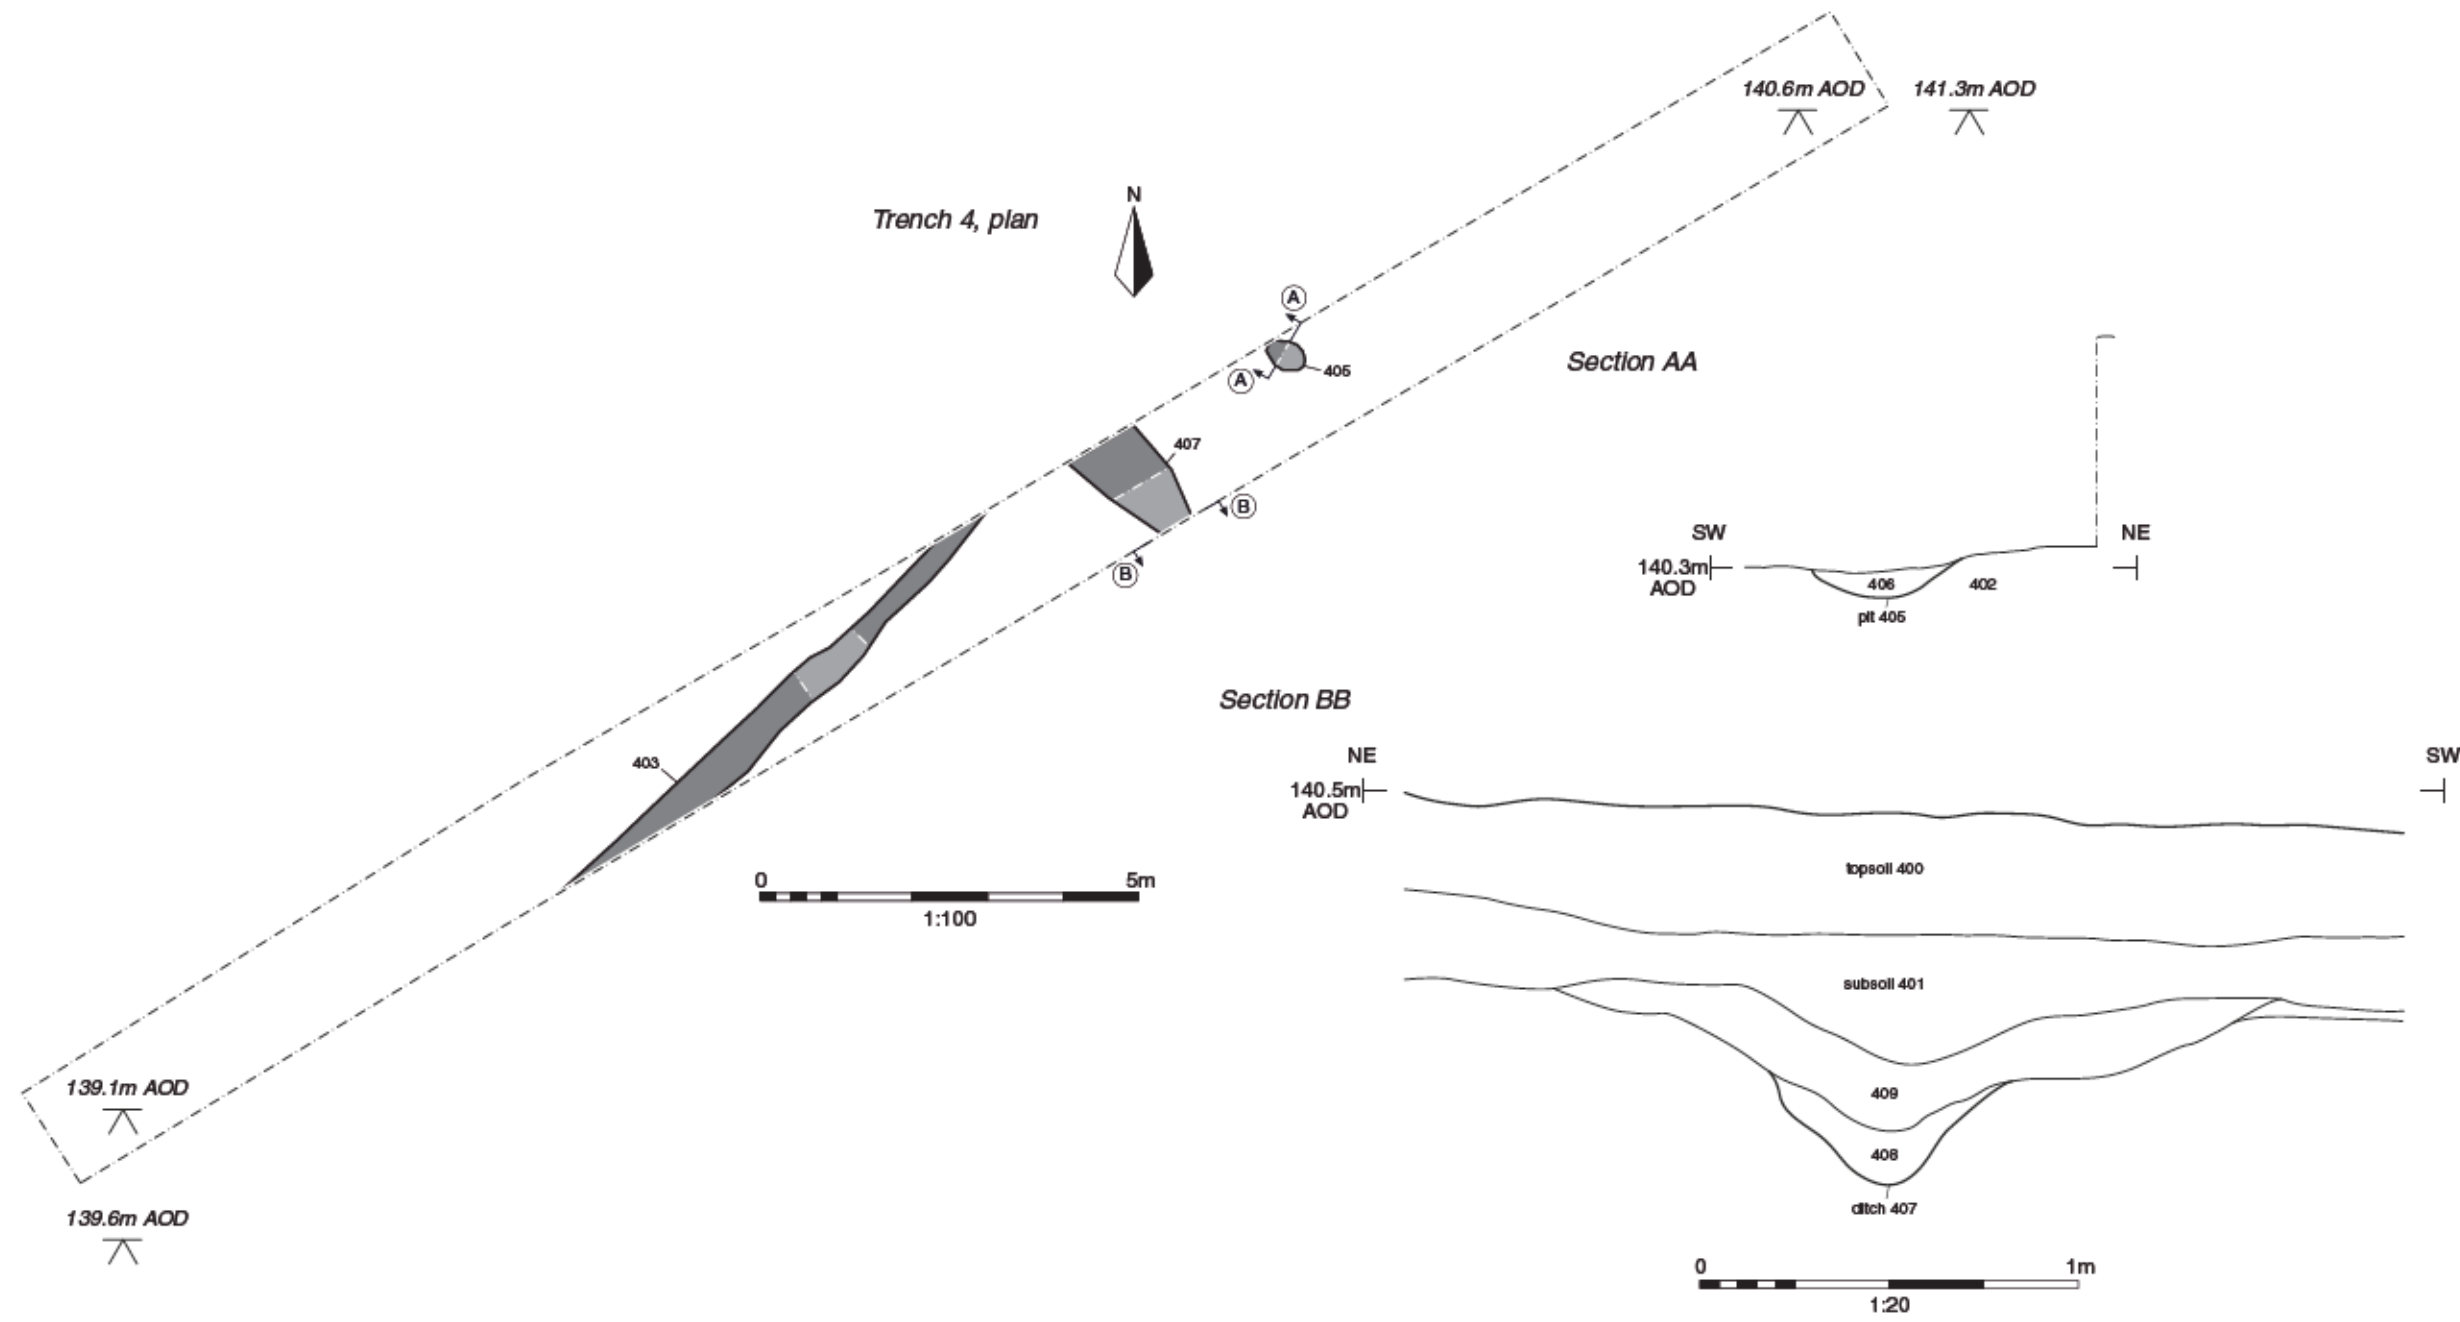 140.6m AOD
141.3m AOD
Trench 4, plan
N
A
A
405
Section AA
407
B
B
SW
NE
140.3m
AOD
406
402
pit 405
Section BB
NE
SW
140.5m
AOD
403
topsoil 400
0
5m
1:100
subsoil 401
409
408
ditch 407
139.1m AOD
139.6m AOD
0
1m
1:20